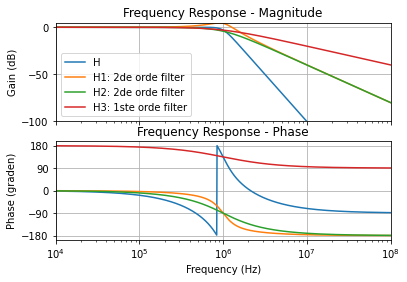 Frequency Response - Magnitude
Gain (dB)
0
−50
−100
H
H1: 2de orde filter
H2: 2de orde filter
H3: 1ste orde filter
Frequency Response - Phase
Phase (graden)
180
90
0
−90
−180
10⁴ 10⁵ 10⁶ 10⁷ 10⁸
Frequency (Hz)